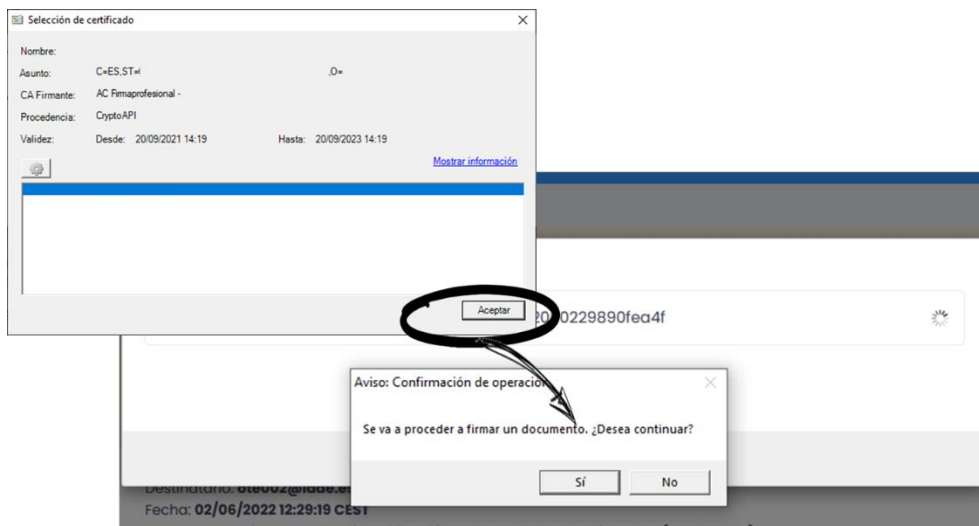 Selección de certificado
Nombre:
Asunto: C=ES,ST= ,O=
CA Firmante: AC Firmaprofesional -
Procedencia: CryptoAPI
Validez: Desde: 20/09/2021 14:19 Hasta: 20/09/2023 14:19
Mostrar información
Aceptar
0229890fea4f
Aviso: Confirmación de operación
Se va a proceder a firmar un documento. ¿Desea continuar?
Sí No
Destinatario:
Fecha: 02/06/2022 12:29:19 CEST